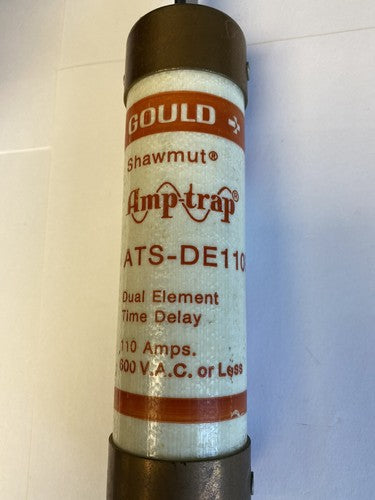 GOULD
Shawmut®
Amp-trap®
ATS-DE110
Dual Element
Time Delay
110 Amps.
600 V.A.C. or Less